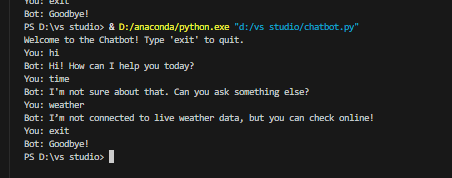 You: exit
Bot: Goodbye!
PS D:\vs studio> & D:/anaconda/python.exe "d:/vs studio/chatbot.py"
Welcome to the Chatbot! Type 'exit' to quit.
You: hi
Bot: Hi! How can I help you today?
You: time
Bot: I'm not sure about that. Can you ask something else?
You: weather
Bot: I’m not connected to live weather data, but you can check online!
You: exit
Bot: Goodbye!
PS D:\vs studio>